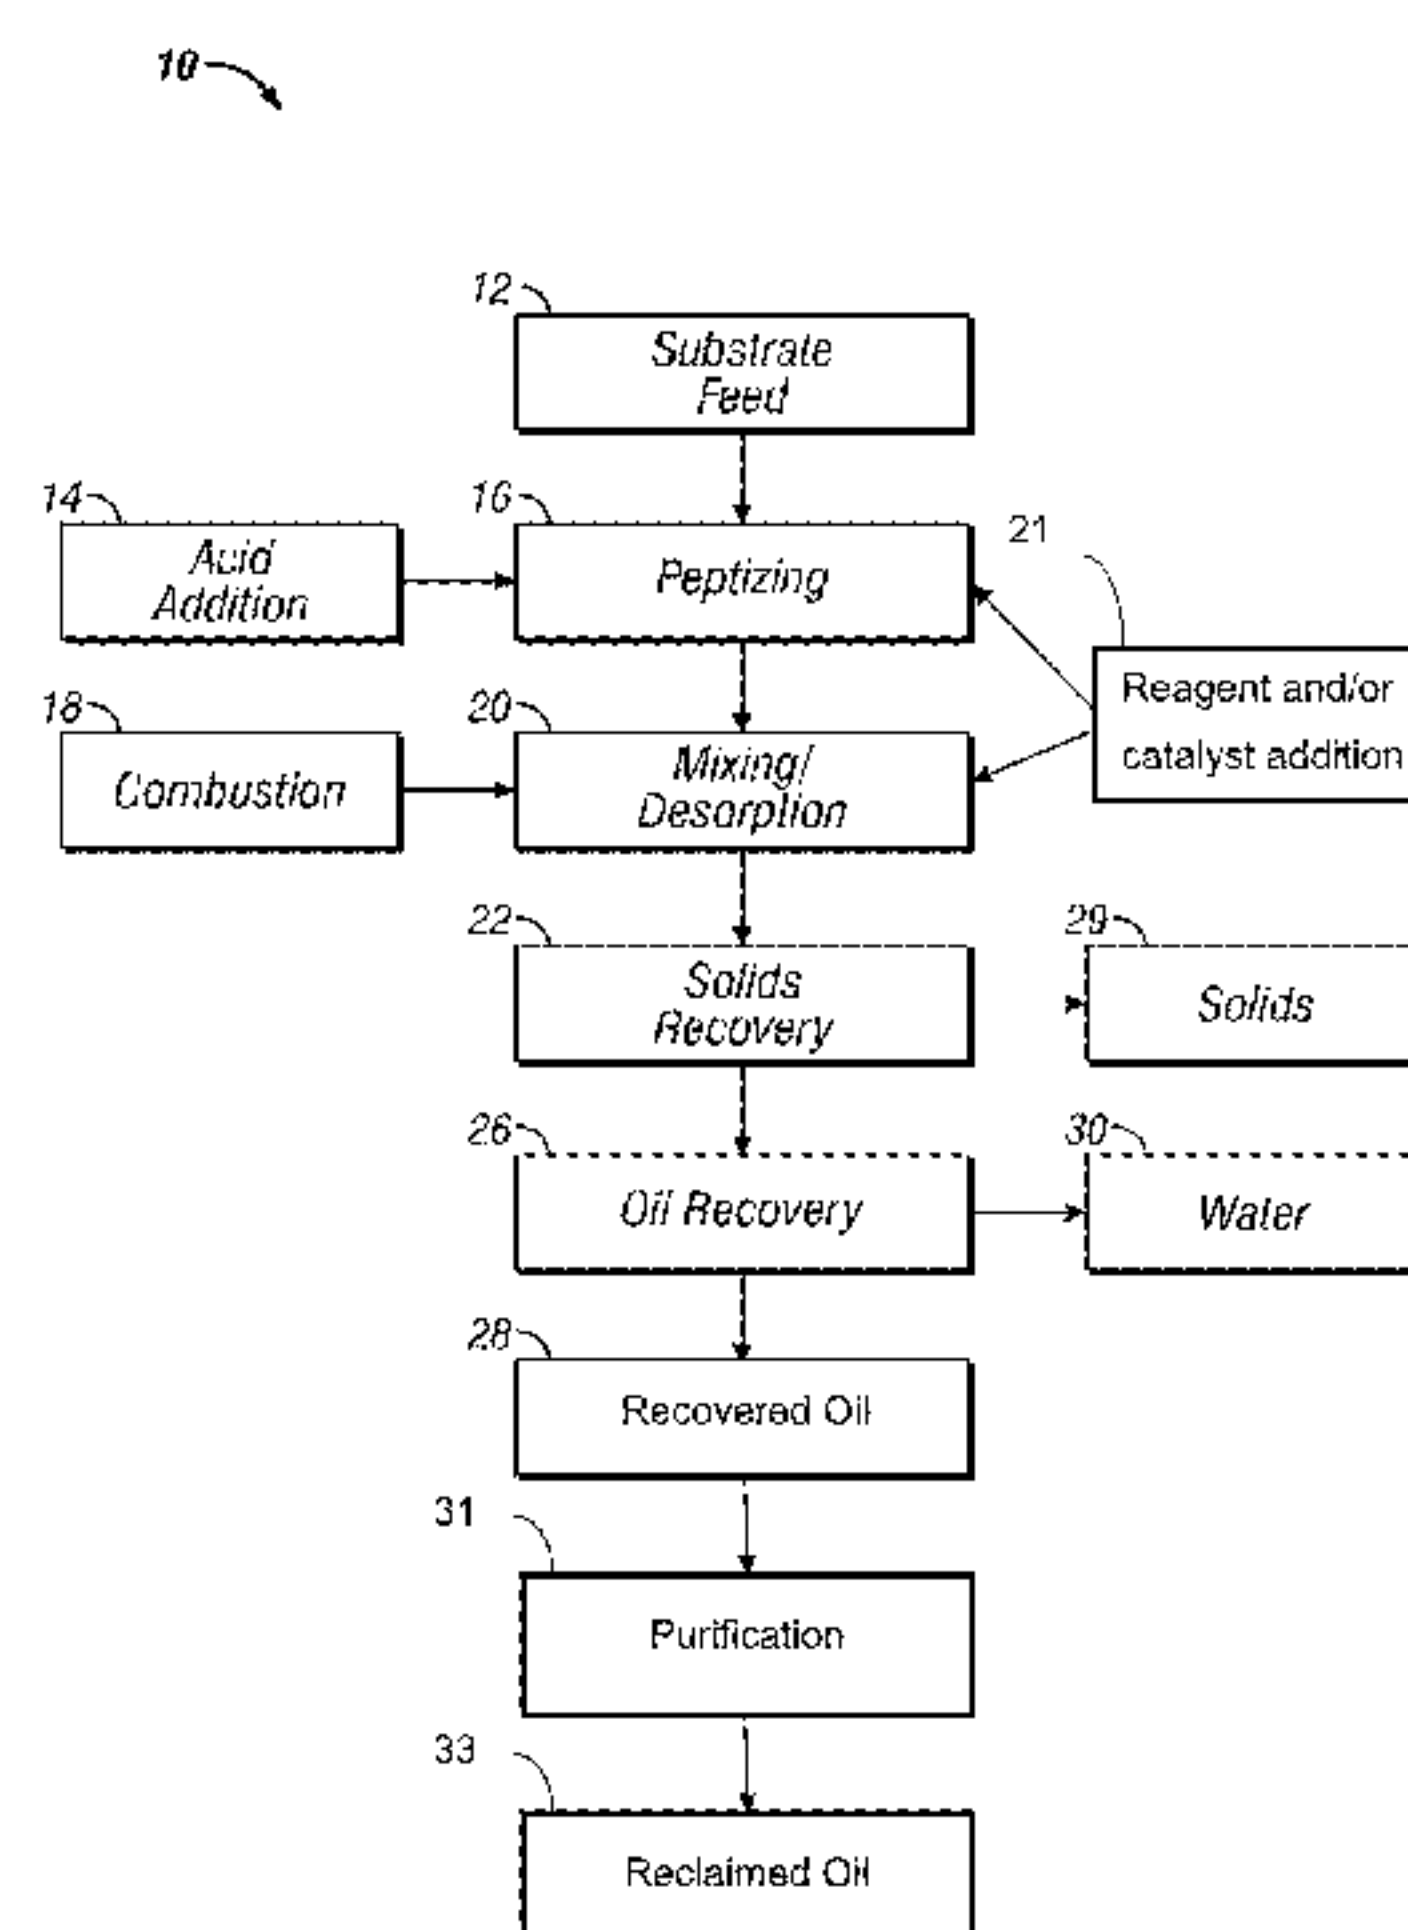 10
12
Substrate
Feed
14
Acid
Addition
16
Peptizing
21
Reagent and/or
catalyst addition
18
Combustion
20
Mixing/
Desorption
22
Solids
Recovery
29
Solids
26
Oil Recovery
30
Water
28
Recovered Oil
31
Purification
33
Reclaimed Oil